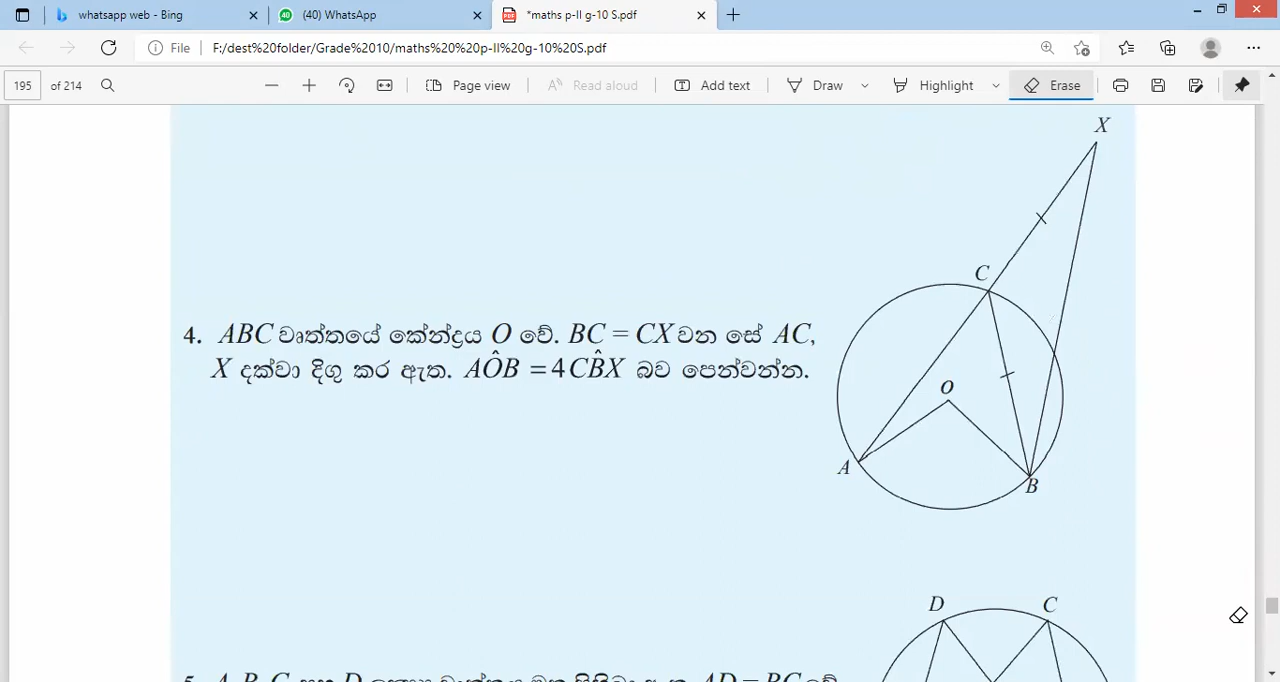 whatsapp web - Bing
(40) WhatsApp
*maths p-II g-10 S.pdf
File
F:/dest%20folder/Grade%2010/maths%20%20p-II%20g-10%20S.pdf
195 of 214
Page view
Read aloud
Add text
Draw
Highlight
Erase
X
C
4. ABC වෘත්තයේ කේන්ද්‍රය O වේ. BC = CX වන සේ AC,
X දක්වා දිගු කර ඇත. AÔB = 4CB̂X බව පෙන්වන්න.
O
A
B
D
C